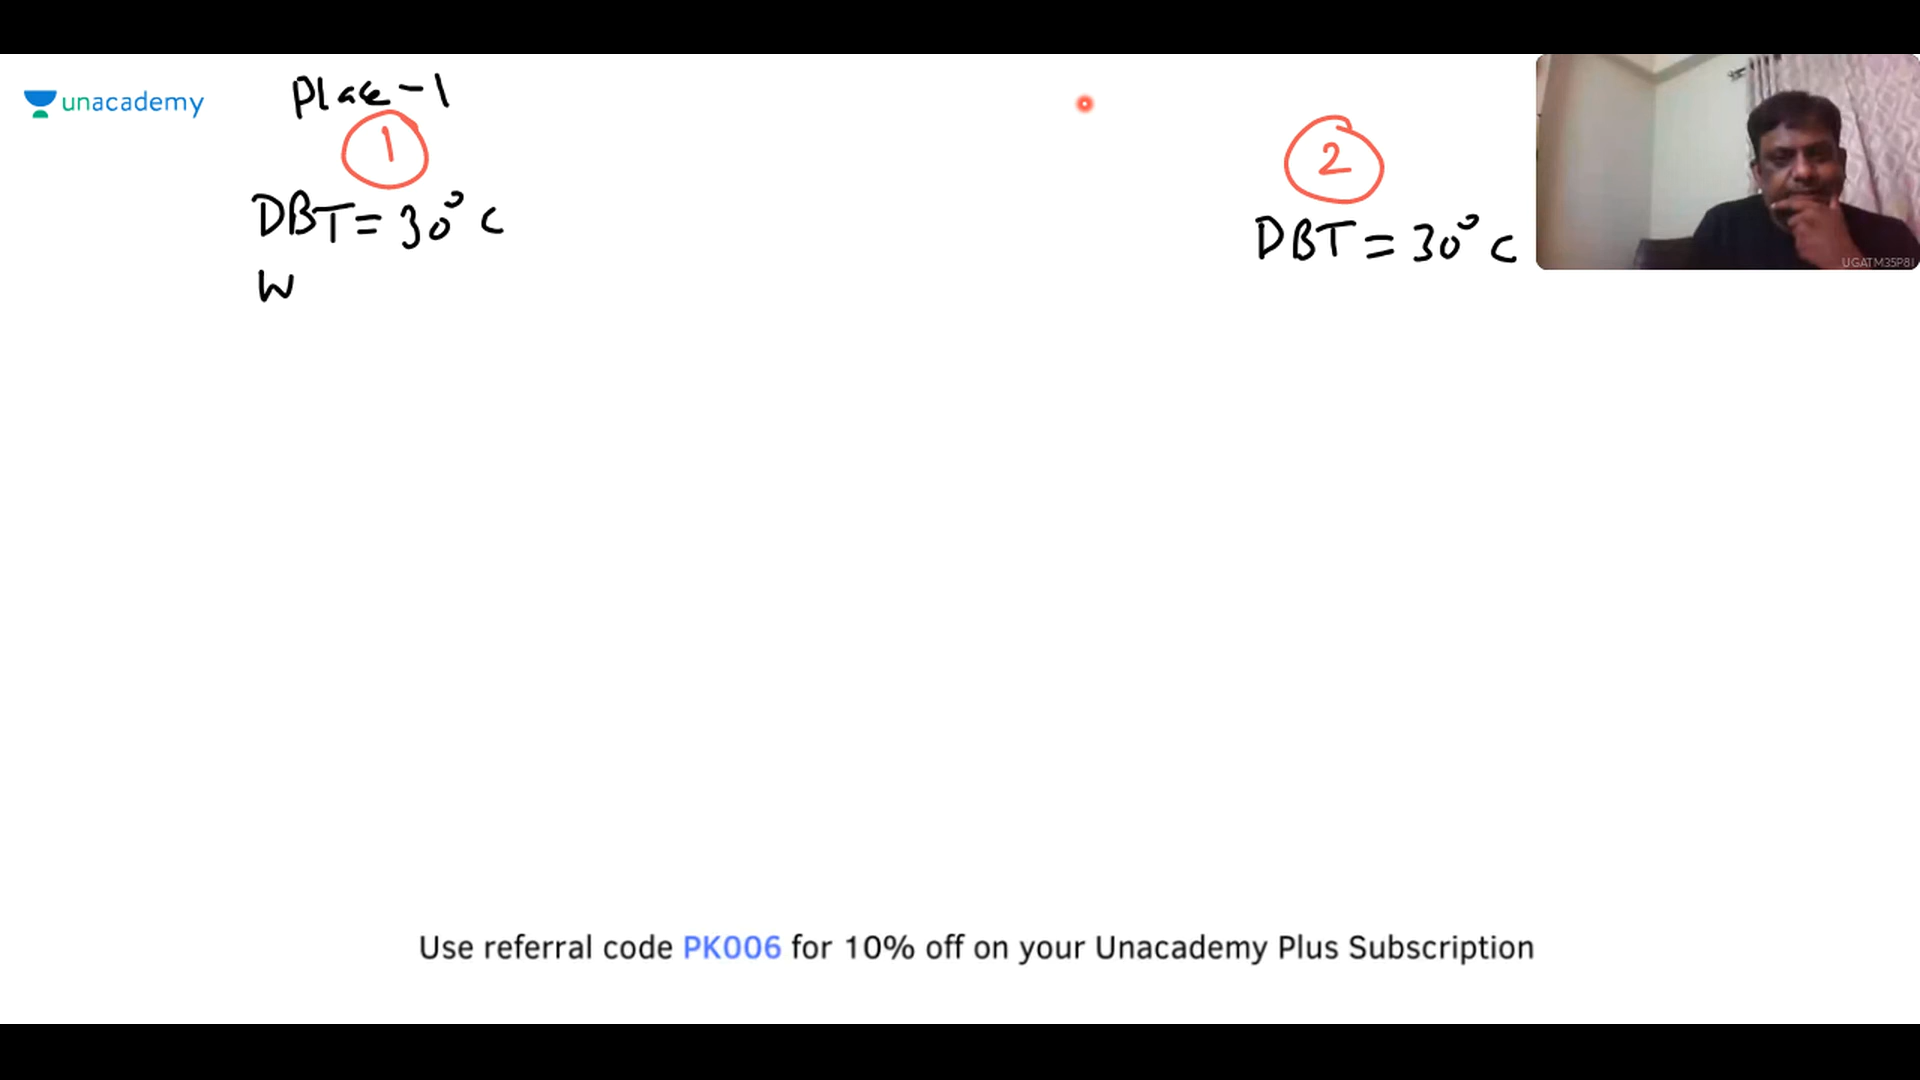 unacademy
Place-1
1
DBT = 30° C
W
2
DBT = 30° C
UGATM35P8I
Use referral code PK006 for 10% off on your Unacademy Plus Subscription